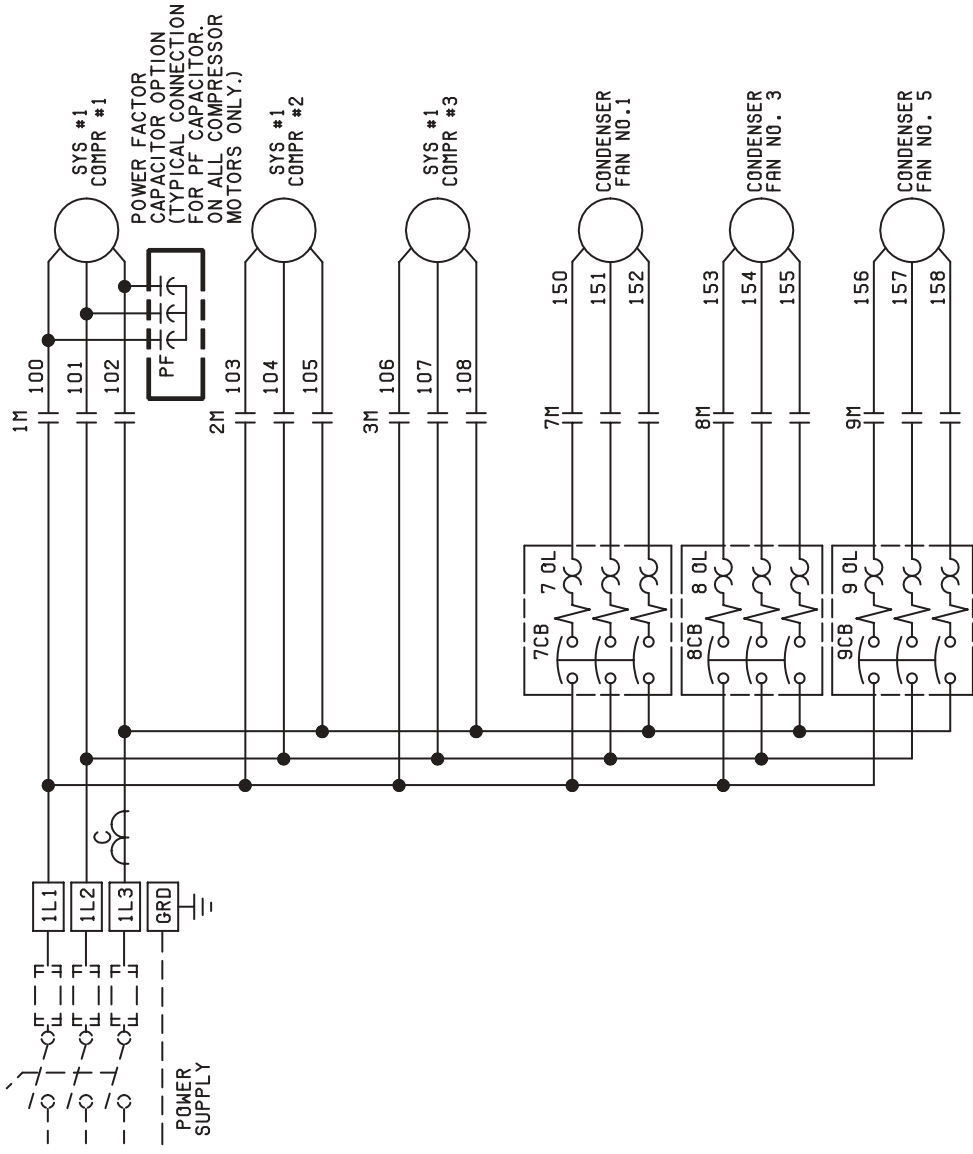 POWER
SUPPLY
1L1
1L2
1L3
GRD
C
1M
100
101
102
SYS #1
COMPR #1
PF
POWER FACTOR
CAPACITOR OPTION
(TYPICAL CONNECTION
FOR PF CAPACITOR.
ON ALL COMPRESSOR
MOTORS ONLY.)
2M
103
104
105
SYS #1
COMPR #2
3M
106
107
108
SYS #1
COMPR #3
7CB
7 OL
7M
150
151
152
CONDENSER
FAN NO.1
8CB
8 OL
8M
153
154
155
CONDENSER
FAN NO. 3
9CB
9 OL
9M
156
157
158
CONDENSER
FAN NO. 5